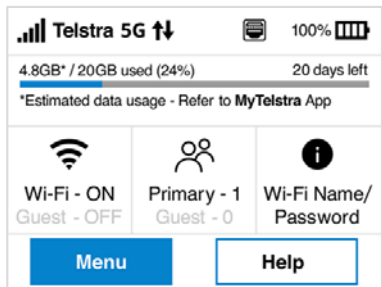 Telstra 5G 100%
4.8GB* / 20GB used (24%) 20 days left
*Estimated data usage - Refer to MyTelstra App
Wi-Fi - ON Primary - 1 Wi-Fi Name/
Guest - OFF Guest - 0 Password
Menu Help